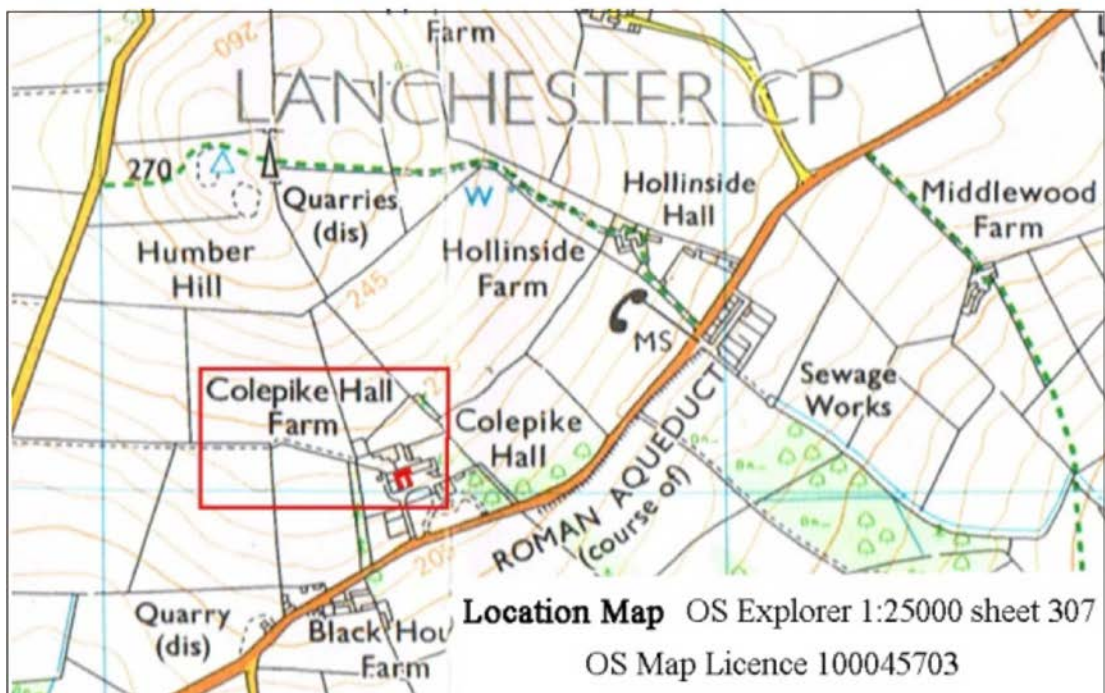 Farm
260
LANCHESTER CP
270
Quarries
(dis)
W
Hollinside
Hall
Middlewood
Farm
Humber
Hill
Hollinside
Farm
245
MS
Colepike Hall
Farm
Colepike
Hall
Sewage
Works
ROMAN AQUEDUCT
(course of)
205
Quarry
(dis)
Black Hou
Farm
Location Map OS Explorer 1:25000 sheet 307
OS Map Licence 100045703